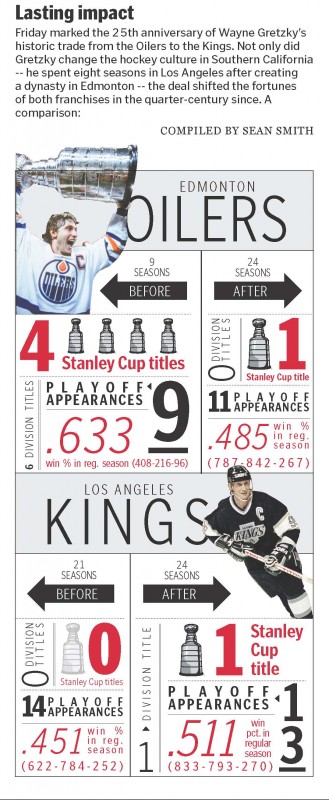 Lasting impact
Friday marked the 25th anniversary of Wayne Gretzky's
historic trade from the Oilers to the Kings. Not only did
Gretzky change the hockey culture in Southern California
-- he spent eight seasons in Los Angeles after creating
a dynasty in Edmonton -- the deal shifted the fortunes
of both franchises in the quarter-century since. A
comparison:
COMPILED BY SEAN SMITH
EDMONTON
OILERS
C
OILERS
9
SEASONS
BEFORE
4
Stanley Cup titles
6 DIVISION TITLES
PLAYOFF
APPEARANCES
9
.633
win % in reg. season (408-216-96)
24
SEASONS
AFTER
0 DIVISION
TITLES
1
Stanley Cup title
11 PLAYOFF
APPEARANCES
.485 win %
in reg.
season
(787-842-267)
LOS ANGELES
KINGS
C
KINGS
21
SEASONS
BEFORE
0 DIVISION
TITLES
0
Stanley Cup titles
14 PLAYOFF
APPEARANCES
.451 win %
in reg.
season
(622-784-252)
24
SEASONS
AFTER
1 DIVISION TITLE
1 Stanley
Cup
title
PLAYOFF
APPEARANCES
13
.511 win
pct. in
regular
season
(833-793-270)